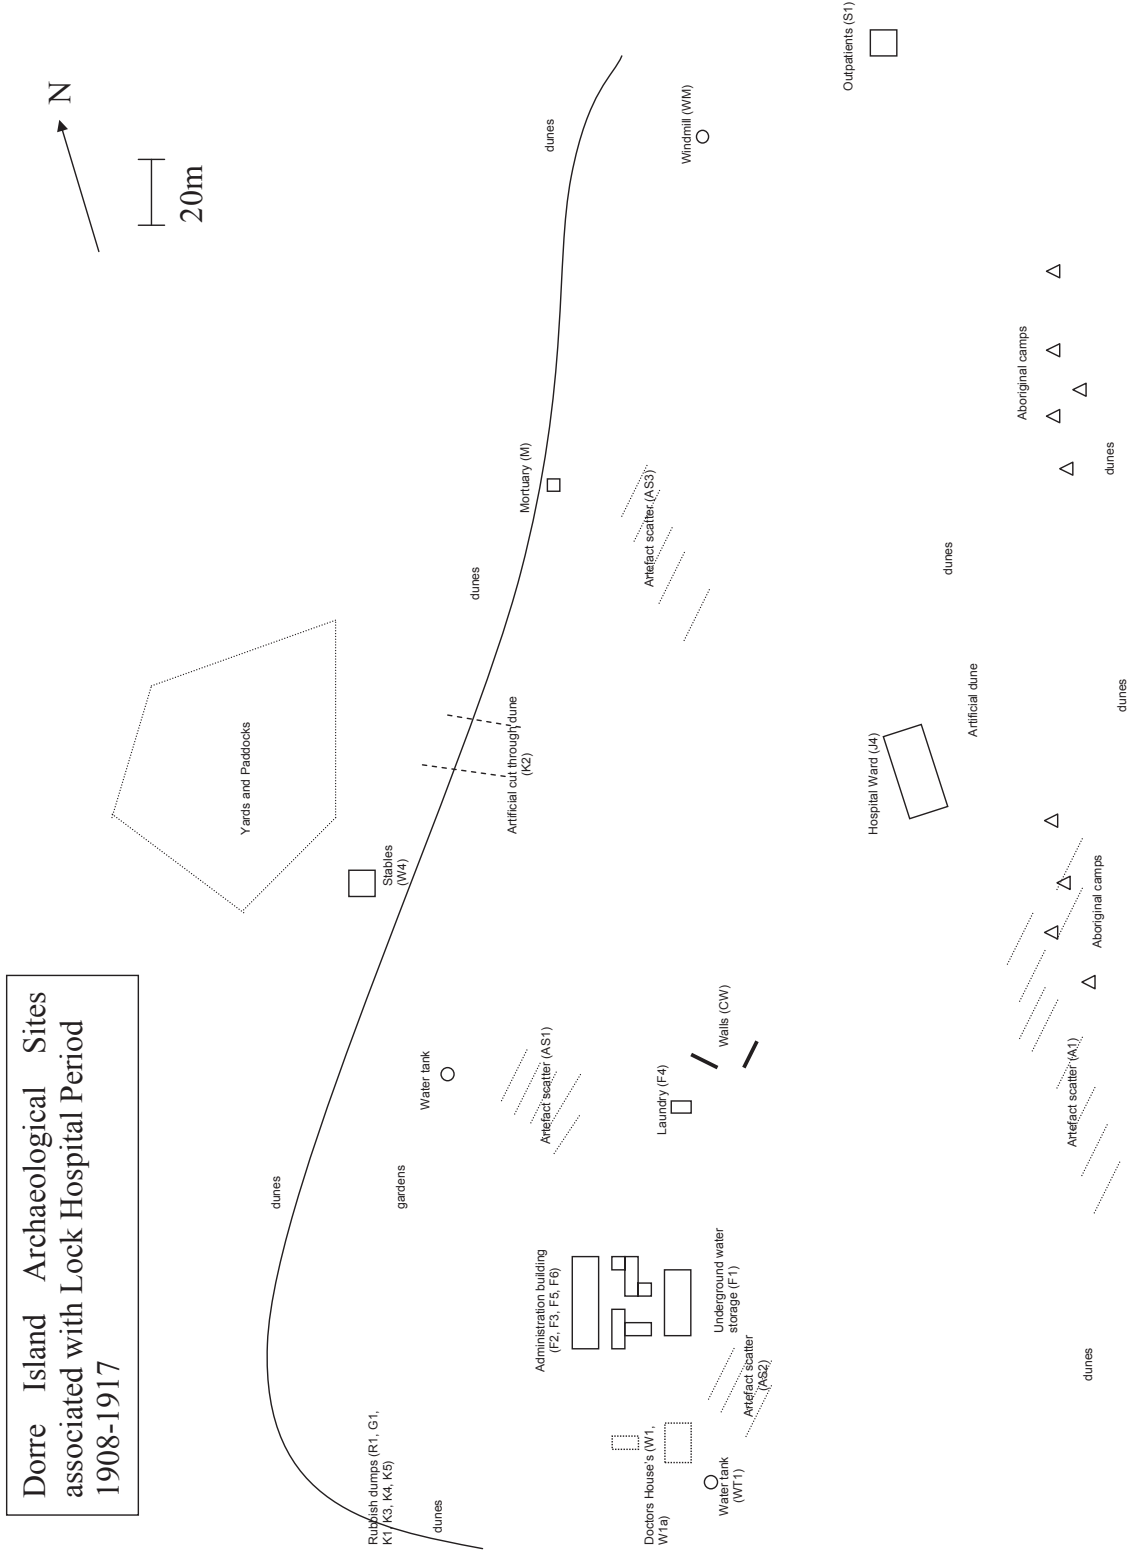 Dorre Island Archaeological Sites
associated with Lock Hospital Period
1908-1917
N
20m
dunes
Rubbish dumps (R1, G1,
K1, K3, K4, K5)
dunes
gardens
Water tank
Yards and Paddocks
Stables
(W4)
dunes
Artificial cut through dune
(K2)
Mortuary (M)
dunes
Administration building
(F2, F3, F5, F6)
Artefact scatter (AS1)
Artefact scatter (AS3)
Doctors House's (W1,
W1a)
Water tank
(WT1)
Underground water
storage (F1)
Artefact scatter
(AS2)
Laundry (F4)
Walls (CW)
Windmill (WM)
Outpatients (S1)
Hospital Ward (J4)
Artificial dune
dunes
Aboriginal camps
dunes
dunes
Aboriginal camps
Artefact scatter (A1)
dunes